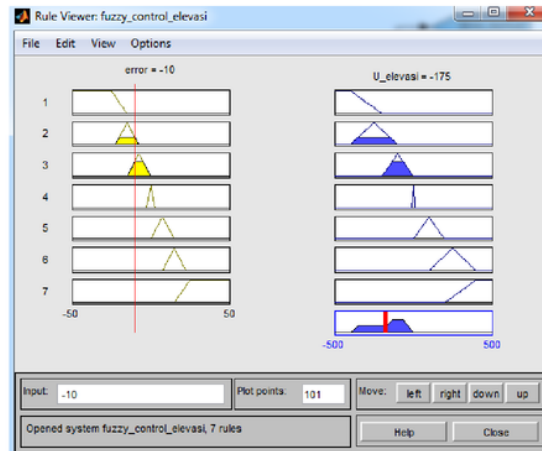 Rule Viewer: fuzzy_control_elevasi
File Edit View Options
error = -10
U_elevasi = -175
1
2
3
4
5
6
7
-50 50
-500 500
Input: -10 Plot points: 101 Move: left right down up
Opened system fuzzy_control_elevasi, 7 rules Help Close